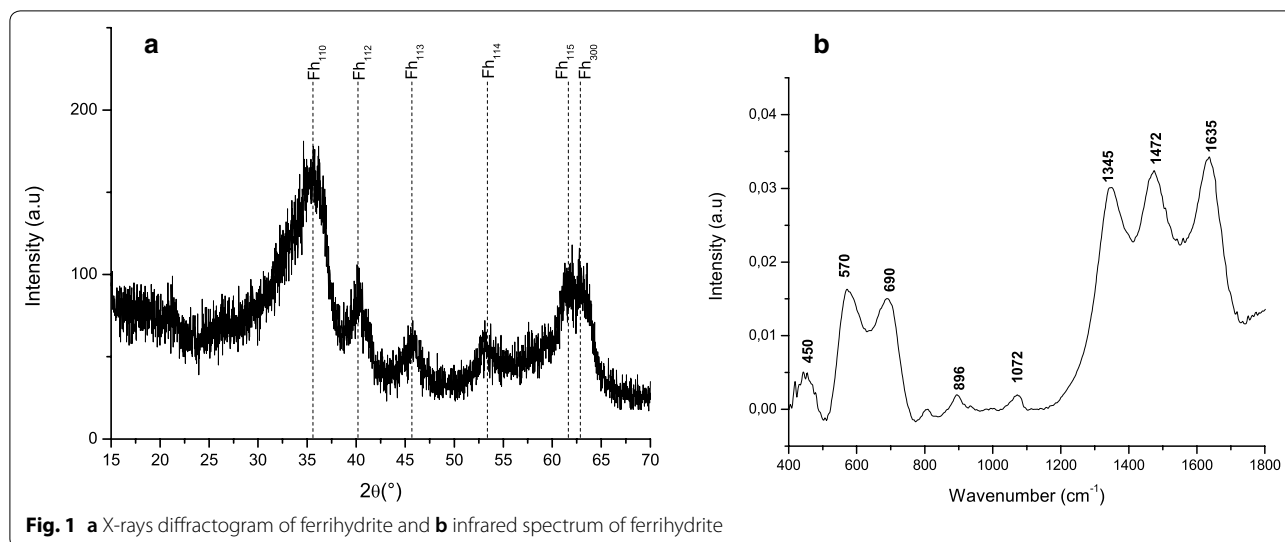 a
Fh110
Fh112
Fh113
Fh114
Fh115
Fh300
200
100
0
Intensity (a.u)
15 20 25 30 35 40 45 50 55 60 65 70
2θ(°)
b
0,04
0,03
0,02
0,01
0,00
Intensity (a.u)
450
570
690
896
1072
1345
1472
1635
400 600 800 1000 1200 1400 1600 1800
Wavenumber (cm-1)
Fig. 1 a X-rays diffractogram of ferrihydrite and b infrared spectrum of ferrihydrite